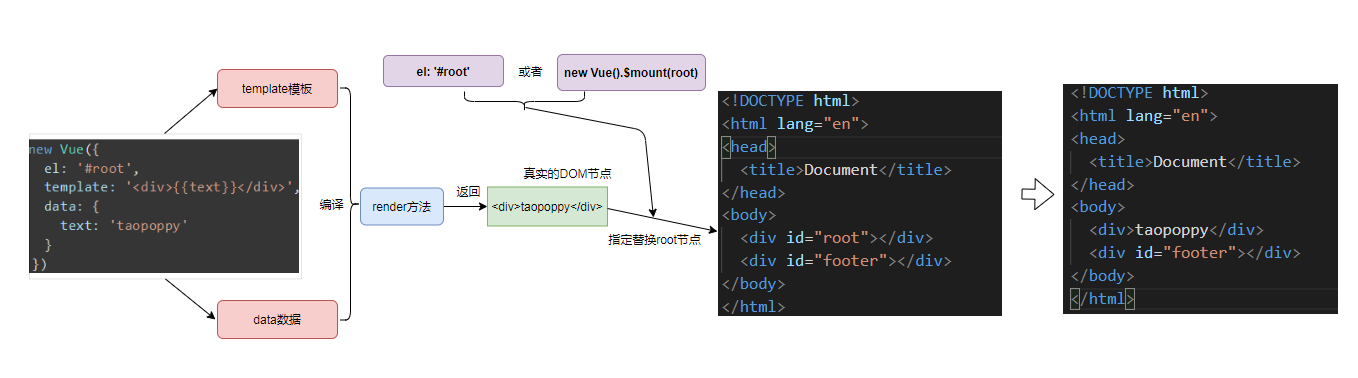 el: '#root'
或者
new Vue().$mount(root)
template模板
new Vue({
  el: '#root',
  template: '<div>{{text}}</div>',
  data: {
    text: 'taopoppy'
  }
})
data数据
编译
render方法
返回
真实的DOM节点
<div>taopoppy</div>
指定替换root节点
<!DOCTYPE html>
<html lang="en">
<head>
  <title>Document</title>
</head>
<body>
  <div id="root"></div>
  <div id="footer"></div>
</body>
</html>
<!DOCTYPE html>
<html lang="en">
<head>
  <title>Document</title>
</head>
<body>
  <div>taopoppy</div>
  <div id="footer"></div>
</body>
</html>